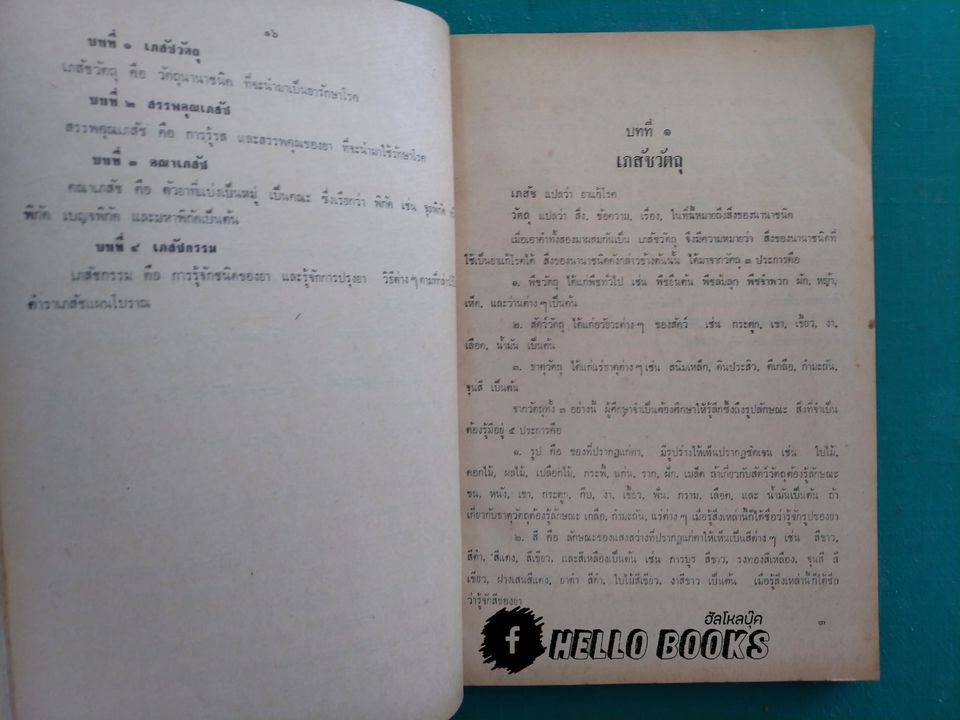 ๑๖
บทที่ ๑ เภสัชวัตถุ
เภสัชวัตถุ คือ วัตถุนานาชนิด ที่จะนำมาเป็นยารักษาโรค
บทที่ ๒ สรรพคุณเภสัช
สรรพคุณเภสัช คือ การรู้รส และสรรพคุณของยา ที่จะนำมาใช้รักษาโรค
บทที่ ๓ คณาเภสัช
คณาเภสัช คือ ตัวยาที่แบ่งเป็นหมู่ เป็นคณะ ซึ่งเรียกว่า พิกัด เช่น จุลพิกัด
พิกัด เบญจพิกัด และมหาพิกัดเป็นต้น
บทที่ ๔ เภสัชกรรม
เภสัชกรรม คือ การรู้จักชนิดของยา และรู้จักการปรุงยา วิธีต่าง ๆ ตามที่กล่าวไว้
ตำราเภสัชแผนโบราณ
บทที่ ๑
เภสัชวัตถุ
เภสัช แปลว่า ยาแก้โรค
วัตถุ แปลว่า สิ่ง, ข้อความ, เรื่อง, ในที่นี้หมายถึงสิ่งของนานาชนิด
เมื่อเอาคำทั้งสองมาผสมกันเป็น เภสัชวัตถุ จึงมีความหมายว่า สิ่งของนานาชนิดที่
ใช้เป็นยาแก้โรคได้ สิ่งของนานาชนิดดังกล่าวข้างต้นนั้น ได้มาจากวัตถุ ๓ ประการคือ
๑. พืชวัตถุ ได้แก่พืชทั่วไป เช่น พืชยืนต้น พืชล้มลุก พืชจำพวก ผัก, หญ้า,
เห็ด, และว่านต่าง ๆ เป็นต้น
๒. สัตว์วัตถุ ได้แก่อวัยวะต่าง ๆ ของสัตว์ เช่น กระดูก, เขา, เขี้ยว, งา,
เลือด, น้ำมัน เป็นต้น
๓. ธาตุวัตถุ ได้แก่แร่ธาตุต่าง ๆ เช่น สนิมเหล็ก, ดินประสิว, ดีเกลือ, กำมะถัน,
จุนสี เป็นต้น
จากวัตถุทั้ง ๓ อย่างนี้ ผู้ศึกษาจำเป็นต้องศึกษาให้รู้ลึกซึ้งถึงรูปลักษณะ สิ่งที่จำเป็น
ต้องรู้มีอยู่ ๕ ประการคือ
๑. รูป คือ ของที่ปรากฏแก่ตา, มีรูปร่างให้เห็นปรากฏชัดเจน เช่น ใบไม้,
ดอกไม้, ผลไม้, เปลือกไม้, กระพี้, แก่น, ราก, ฝัก, เมล็ด ถ้าเกี่ยวกับสัตว์วัตถุต้องรู้ลักษณะ
ขน, หนัง, เขา, กระดูก, กีบ, งา, เขี้ยว, ฟัน, กราม, เลือด, และ น้ำมันเป็นต้น ถ้า
เกี่ยวกับธาตุวัตถุต้องรู้ลักษณะ เกลือ, กำมะถัน, แร่ต่าง ๆ เมื่อรู้สิ่งเหล่านี้ก็ได้ชื่อว่ารู้จักรูปของยา
๒. สี คือ ลักษณะของแสงสว่างที่ปรากฏแก่ตาให้เห็นเป็นสีต่าง ๆ เช่น สีขาว,
สีดำ, สีแดง, สีเขียว, และสีเหลืองเป็นต้น เช่น การบูร สีขาว, รงทองสีเหลือง, จุนสี สี
เขียว, ฝางเสนสีแดง, ยาดำ สีดำ, ใบไม้สีเขียว, งาสีขาว เป็นต้น เมื่อรู้สิ่งเหล่านี้ก็ได้ชื่อ
ว่ารู้จักสีของยา
๓
ฮัลโหลบุ๊ค
f HELLO BOOKS